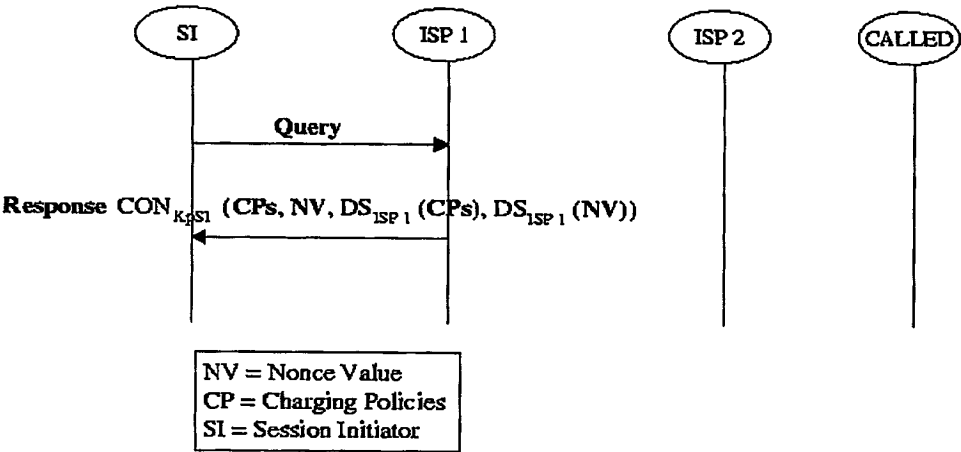 SI
ISP 1
ISP 2
CALLED
Query
Response CON_KpSI (CPs, NV, DS_ISP 1 (CPs), DS_ISP 1 (NV))
NV = Nonce Value
CP = Charging Policies
SI = Session Initiator